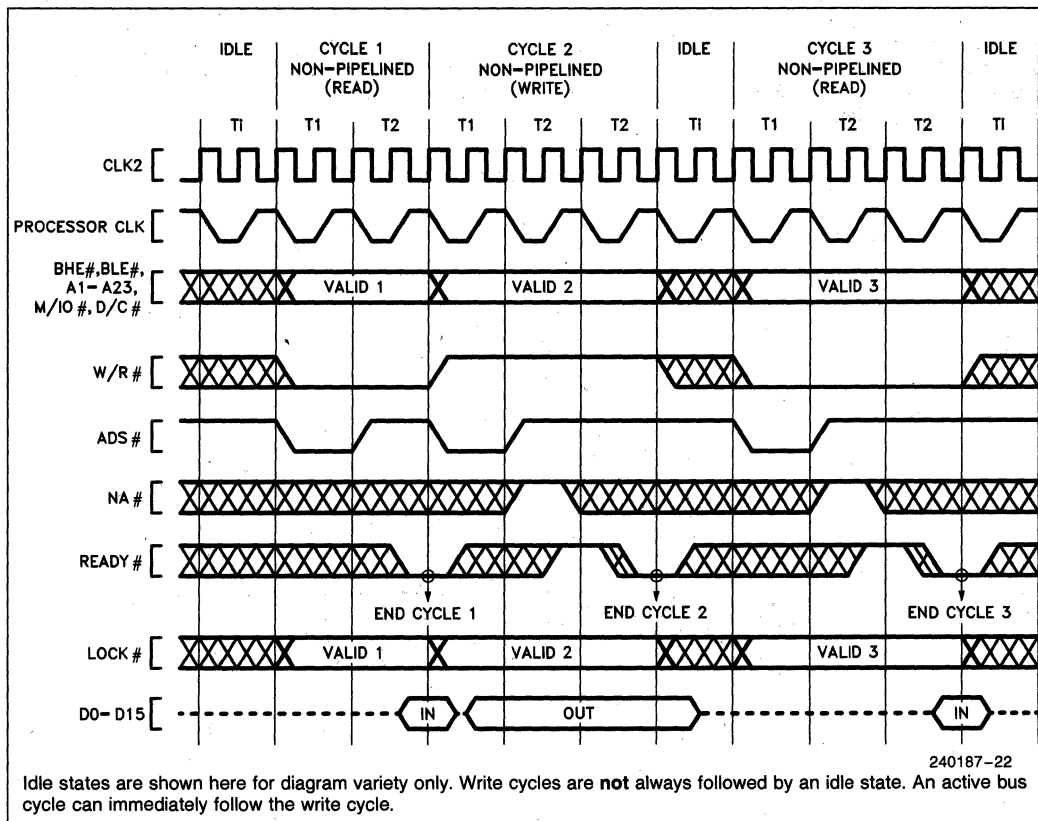 IDLE
CYCLE 1
NON-PIPELINED
(READ)
CYCLE 2
NON-PIPELINED
(WRITE)
IDLE
CYCLE 3
NON-PIPELINED
(READ)
IDLE
Ti T1 T2 T1 T2 T2 Ti T1 T2 T2 Ti
CLK2
PROCESSOR CLK
BHE#,BLE#,
A1-A23,
M/IO #, D/C #
VALID 1 VALID 2 VALID 3
W/R #
ADS #
NA#
READY #
END CYCLE 1 END CYCLE 2 END CYCLE 3
LOCK #
VALID 1 VALID 2 VALID 3
D0-D15
IN OUT IN
240187-22
Idle states are shown here for diagram variety only. Write cycles are not always followed by an idle state. An active bus
cycle can immediately follow the write cycle.